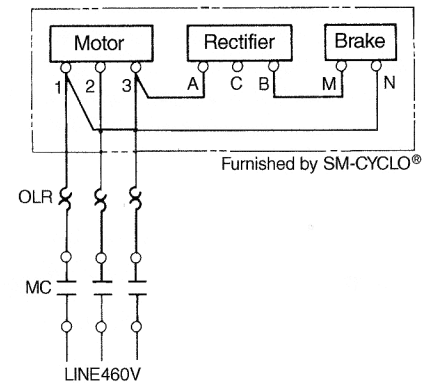 Motor Rectifier Brake
1 2 3 A C B M N
Furnished by SM-CYCLO®
OLR
MC
LINE460V